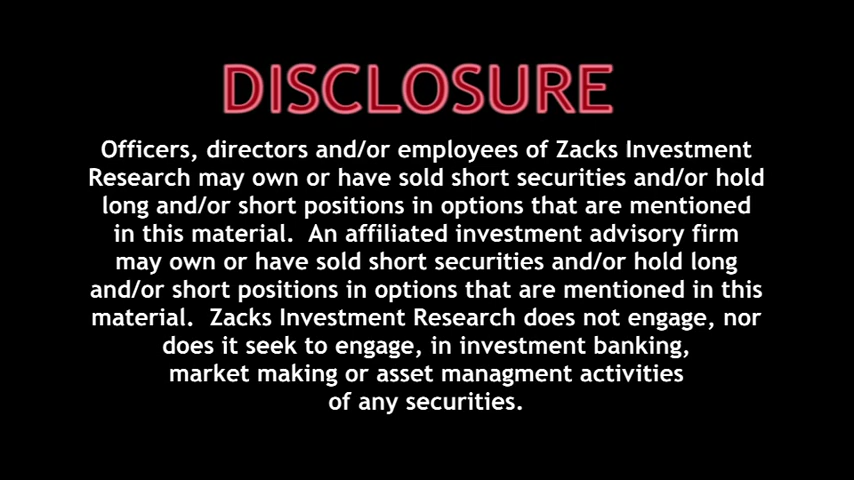 DISCLOSURE
Officers, directors and/or employees of Zacks Investment
Research may own or have sold short securities and/or hold
long and/or short positions in options that are mentioned
in this material.  An affiliated investment advisory firm
may own or have sold short securities and/or hold long
and/or short positions in options that are mentioned in this
material.  Zacks Investment Research does not engage, nor
does it seek to engage, in investment banking,
market making or asset managment activities
of any securities.